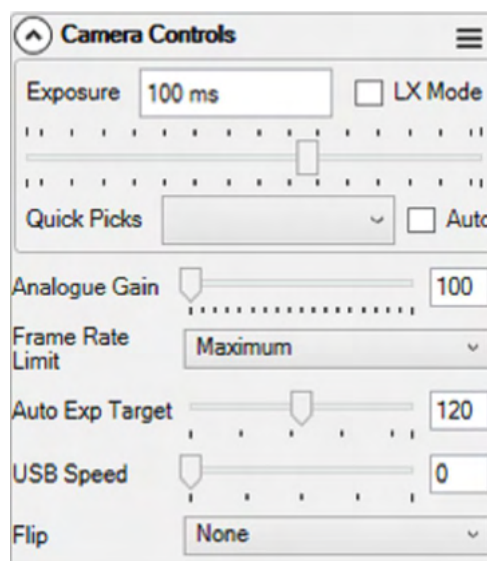 Camera Controls
Exposure 100 ms LX Mode
Quick Picks Auto
Analogue Gain 100
Frame Rate
Limit
Maximum
Auto Exp Target 120
USB Speed 0
Flip None